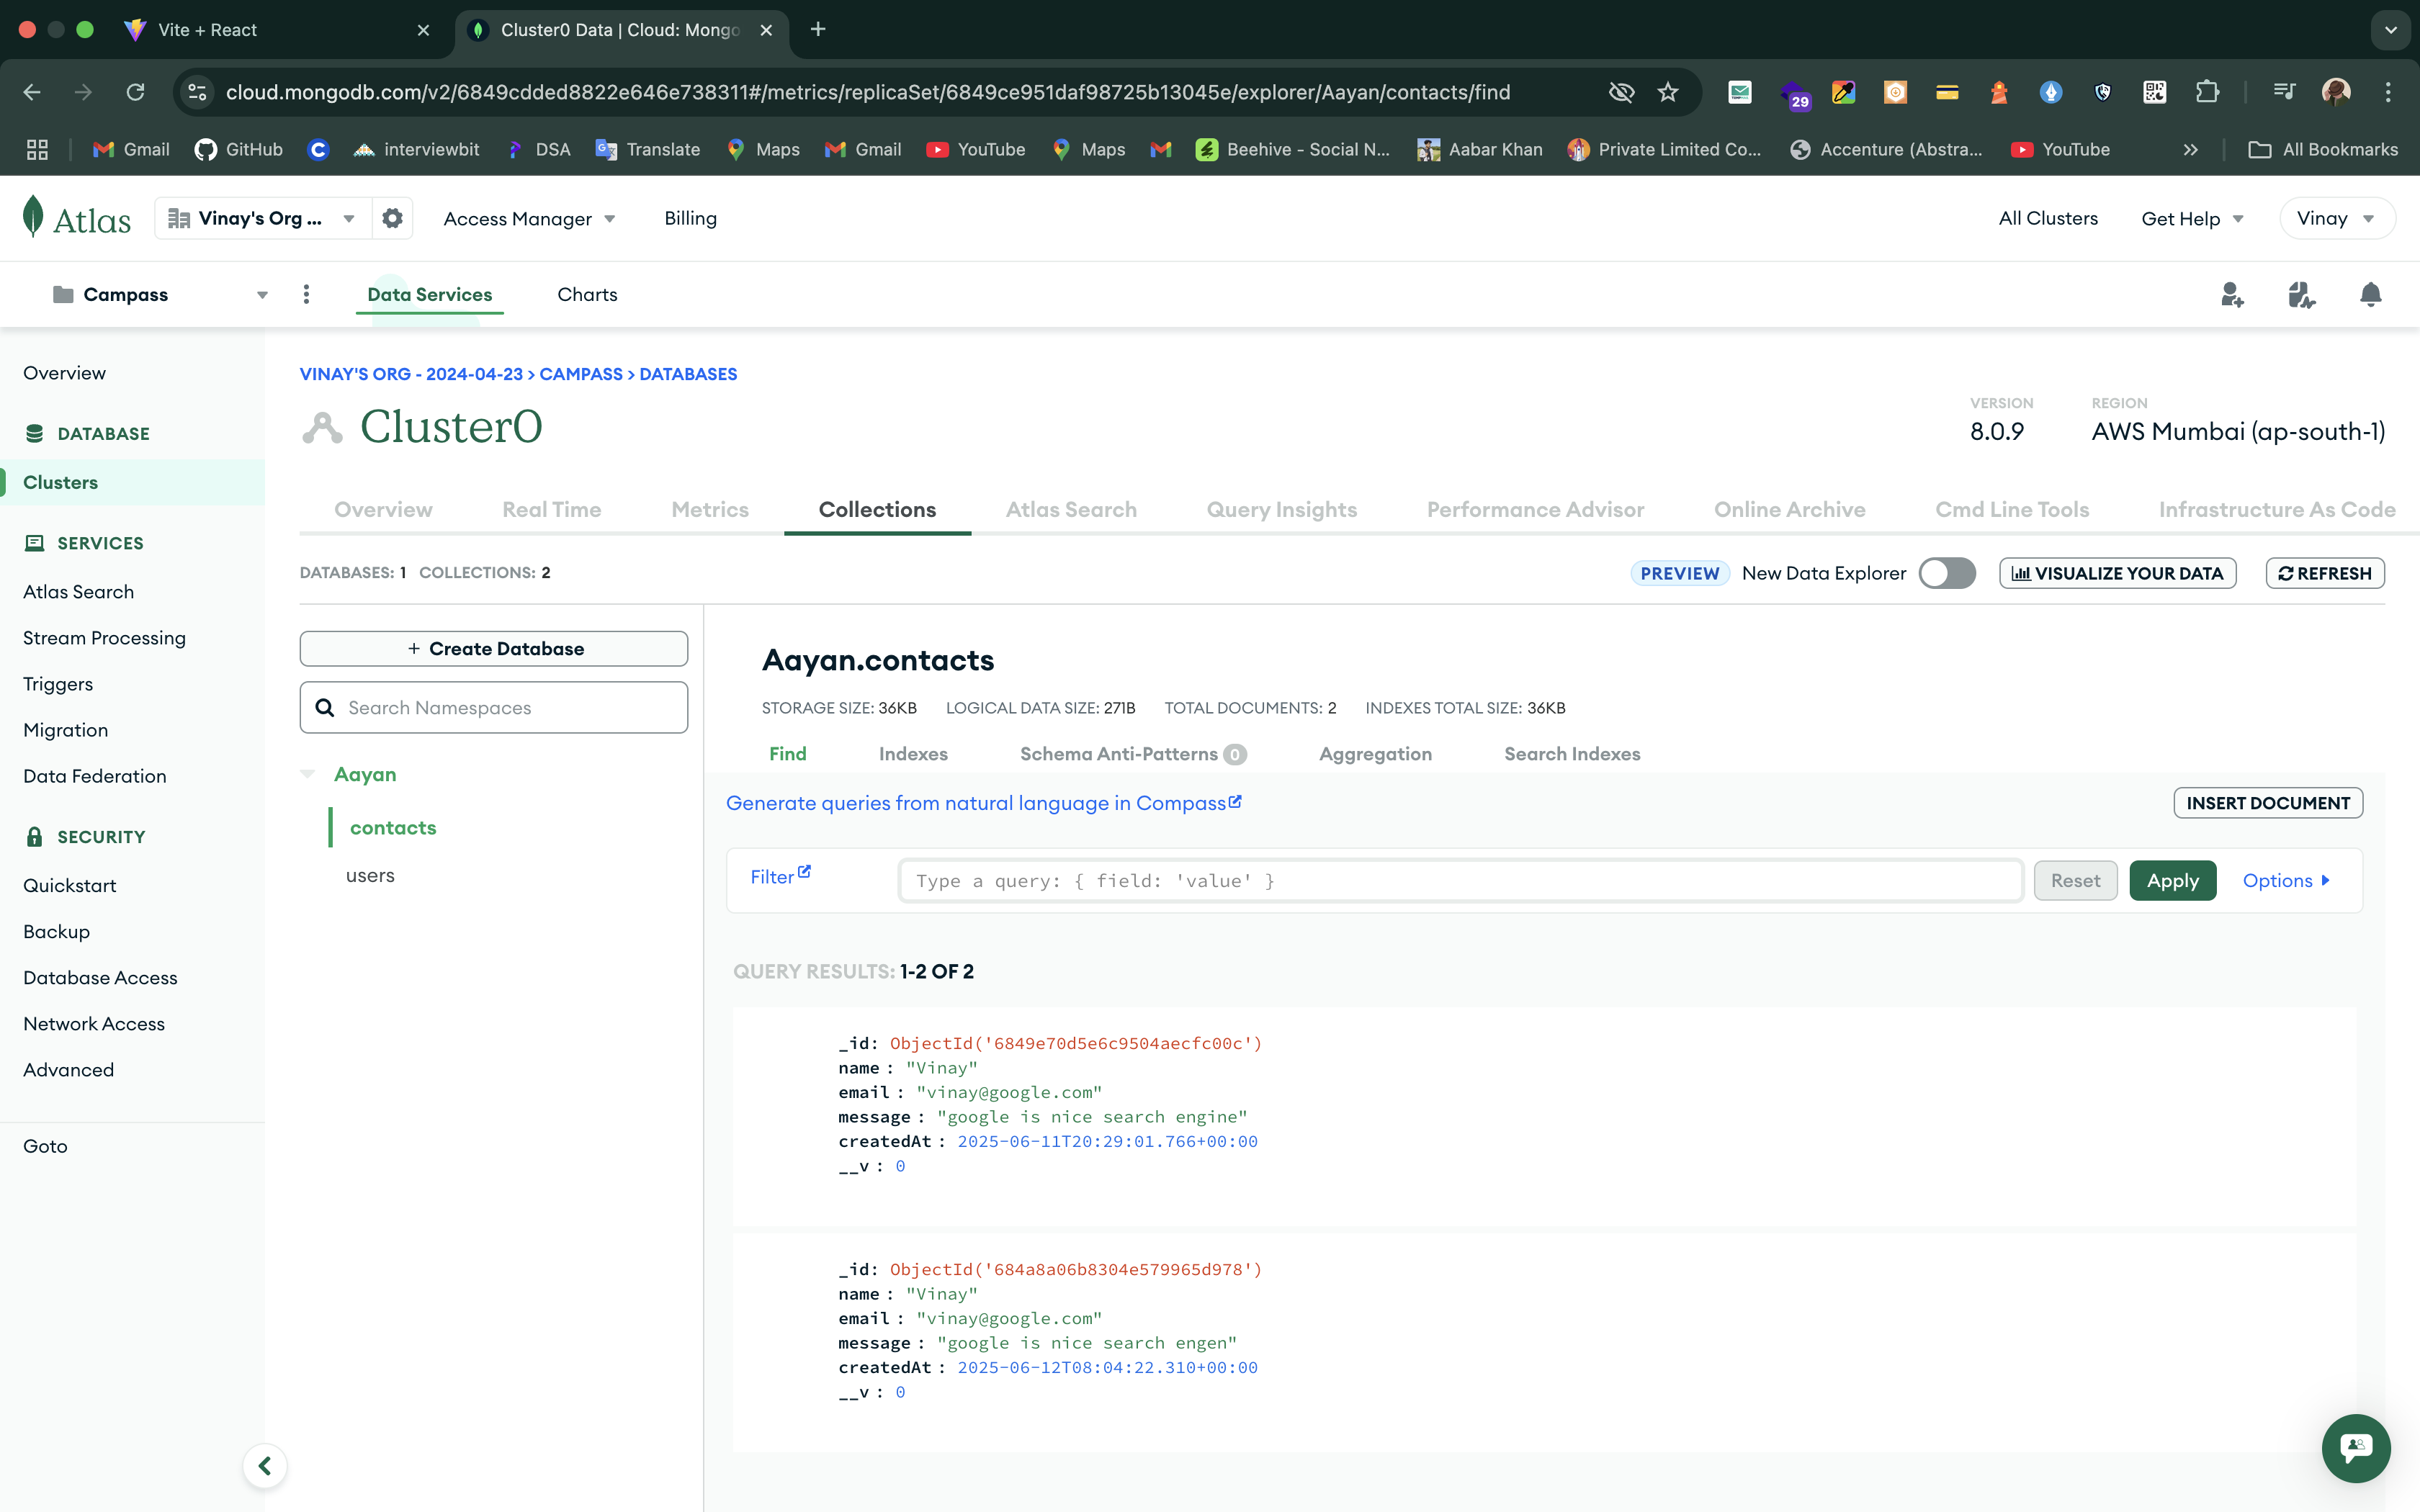 Vite + React
Cluster0 Data | Cloud: Mongo
cloud.mongodb.com/v2/6849cdded8822e646e738311#/metrics/replicaSet/6849ce951daf98725b13045e/explorer/Aayan/contacts/find
29
Gmail
GitHub
interviewbit
DSA
Translate
Maps
Gmail
YouTube
Maps
Beehive - Social N...
Aabar Khan
Private Limited Co...
Accenture (Abstra...
YouTube
All Bookmarks
Atlas
Vinay's Org ...
Access Manager
Billing
All Clusters
Get Help
Vinay
Campass
Data Services
Charts
Overview
DATABASE
Clusters
SERVICES
Atlas Search
Stream Processing
Triggers
Migration
Data Federation
SECURITY
Quickstart
Backup
Database Access
Network Access
Advanced
Goto
VINAY'S ORG - 2024-04-23 > CAMPASS > DATABASES
Cluster0
VERSION
8.0.9
REGION
AWS Mumbai (ap-south-1)
Overview
Real Time
Metrics
Collections
Atlas Search
Query Insights
Performance Advisor
Online Archive
Cmd Line Tools
Infrastructure As Code
DATABASES: 1 COLLECTIONS: 2
PREVIEW
New Data Explorer
VISUALIZE YOUR DATA
REFRESH
+ Create Database
Search Namespaces
Aayan
contacts
users
Aayan.contacts
STORAGE SIZE: 36KB LOGICAL DATA SIZE: 271B TOTAL DOCUMENTS: 2 INDEXES TOTAL SIZE: 36KB
Find
Indexes
Schema Anti-Patterns 0
Aggregation
Search Indexes
Generate queries from natural language in Compass
INSERT DOCUMENT
Filter
Type a query: { field: 'value' }
Reset
Apply
Options
QUERY RESULTS: 1-2 OF 2
_id: ObjectId('6849e70d5e6c9504aecfc00c')
name : "Vinay"
email : "vinay@google.com"
message : "google is nice search engine"
createdAt : 2025-06-11T20:29:01.766+00:00
__v : 0
_id: ObjectId('684a8a06b8304e579965d978')
name : "Vinay"
email : "vinay@google.com"
message : "google is nice search engen"
createdAt : 2025-06-12T08:04:22.310+00:00
__v : 0